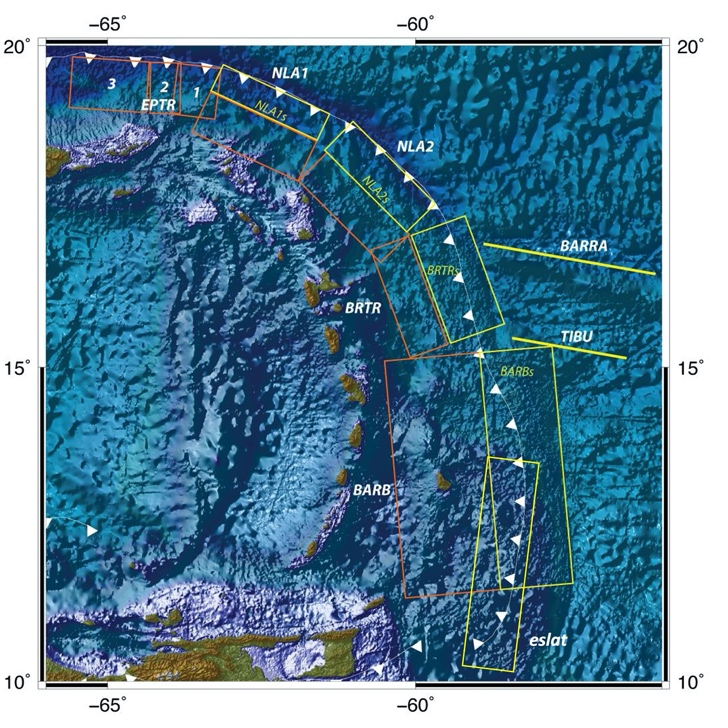 −65° −60°
20° 20°
NLA1
3 2 1
EPTR
NLA1s
NLA2
NLA2s
BARRA
BRTRs
BRTR
TIBU
15° 15°
BARBs
BARB
eslat
10° 10°
−65° −60°